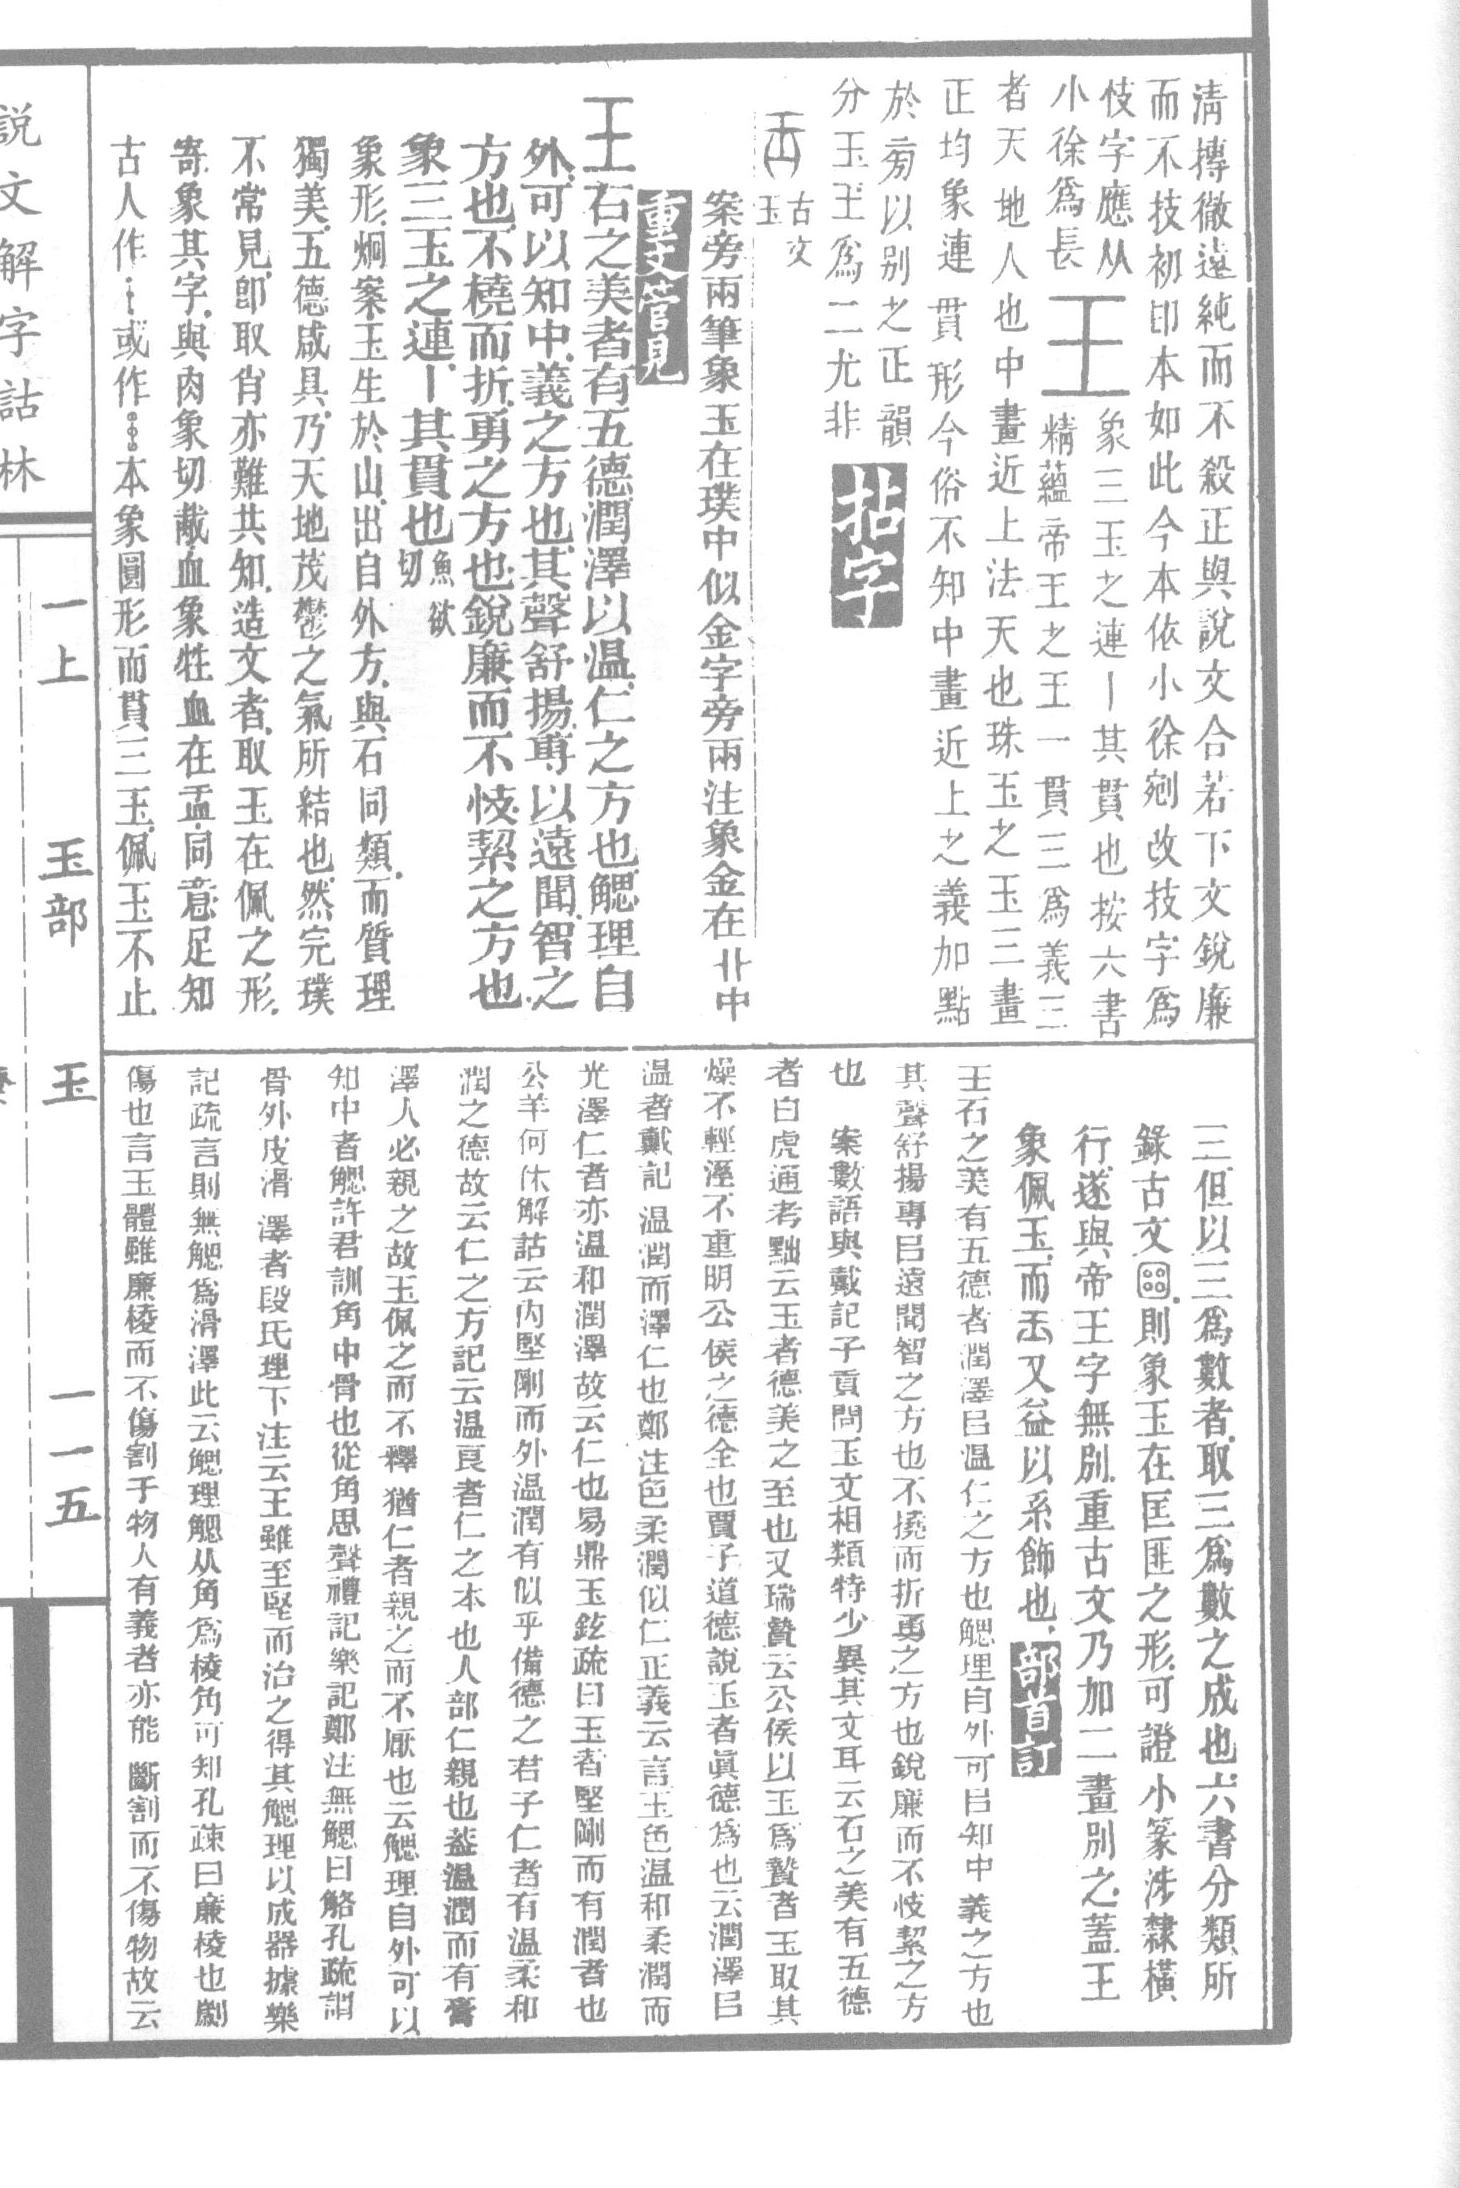 清摶徹遠純而不殺正與說文合若下文銳廉
而不技初印本如此今本依小徐剜改技字爲
忮字應从
小徐爲長
王
象三玉之連丨其貫也按六書
精蘊帝王之王一貫三爲義三
者天地人也中畫近上法天也珠玉之玉三畫
正均象連貫形今俗不知中畫近上之義加點
於㫄以別之正韻
分玉王爲二尤非
拈字
古文
玉
案旁兩筆象玉在璞中似金字旁兩注象金在丱中
重文管見
王石之美者有五德潤澤以温仁之方也䚡理自
外可以知中義之方也其聲舒揚尃以遠聞智之
方也不橈而折勇之方也銳廉而不忮絜之方也
象三玉之連丨其貫也
魚欲
切
象形炯案玉生於山出自外方與石同類而質理
獨美五德咸具乃天地茂鬱之氣所結也然完璞
不常見卽取肖亦難共知造文者取玉在佩之形
寄象其字與肉象切胾血象牲血在皿同意足知
古人作 或作 本象圓形而貫三玉佩玉不止
三但以三爲數者取三爲數之成也六書分類所
錄古文 則象玉在匡匪之形可證小篆涉隸橫
行遂與帝王字無別重古文乃加二畫別之蓋王
象佩玉而 又益以系飾也
部首訂
王石之美有五德者潤澤㠯温仁之方也䚡理自外可㠯知中義之方也
其聲舒揚專㠯遠聞智之方也不撓而折勇之方也銳廉而不忮絜之方
也 案數語與戴記子貢問玉文相類特少異其文耳云石之美有五德
者白虎通考黜云玉者德美之至也又瑞贄云公侯以玉爲贄者玉取其
燥不輕溼不重明公侯之德全也賈子道德說玉者眞德爲也云潤澤㠯
温者戴記温潤而澤仁也鄭注色柔潤似仁正義云言玉色温和柔潤而
光澤仁者亦温和潤澤故云仁也易鼎玉鉉疏曰玉者堅剛而有潤者也
公羊何休解詁云內堅剛而外温潤有似乎備德之君子仁者有温柔和
潤之德故云仁之方記云温良者仁之本也人部仁親也葢温潤而有膏
澤人必親之故玉佩之而不釋猶仁者親之而不厭也云䚡理自外可以
知中者䚡許君訓角中骨也從角思聲禮記樂記鄭注無䚡曰觡孔疏謂
骨外皮滑澤者段氏理下注云玉雖至堅而治之得其䚡理以成器據樂
記疏言則無䚡爲滑澤此云䚡理䚡从角爲棱角可知孔疏曰廉棱也劌
傷也言玉體雖廉棱而不傷割于物人有義者亦能斷割而不傷物故云
説文解字詁林
一上
玉部
玉
一一五